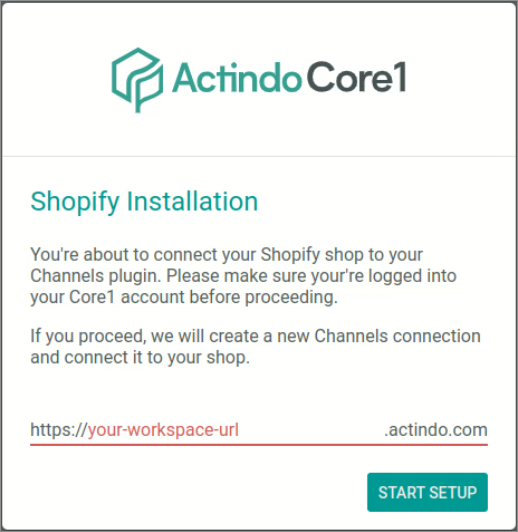 Actindo Core1
Shopify Installation
You're about to connect your Shopify shop to your
Channels plugin. Please make sure your're logged into
your Core1 account before proceeding.
If you proceed, we will create a new Channels connection
and connect it to your shop.
https://your-workspace-url .actindo.com
START SETUP